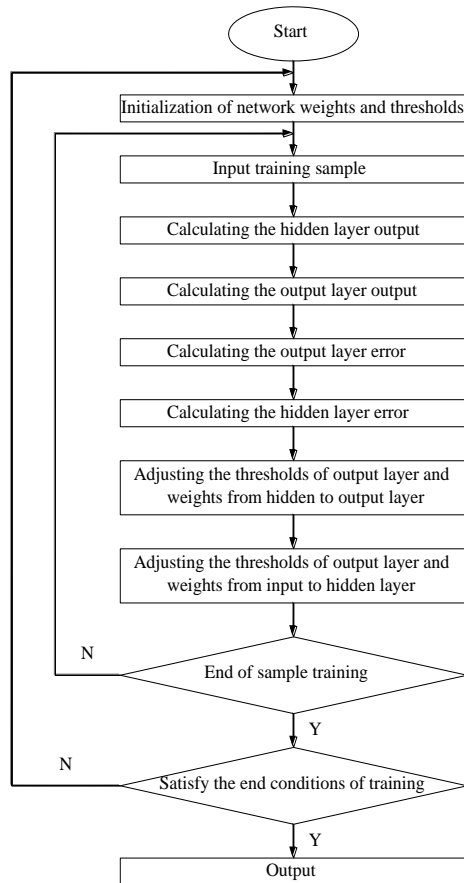 Start
Initialization of network weights and thresholds
Input training sample
Calculating the hidden layer output
Calculating the output layer output
Calculating the output layer error
Calculating the hidden layer error
Adjusting the thresholds of output layer and
weights from hidden to output layer
Adjusting the thresholds of output layer and
weights from input to hidden layer
N
End of sample training
Y
N
Satisfy the end conditions of training
Y
Output